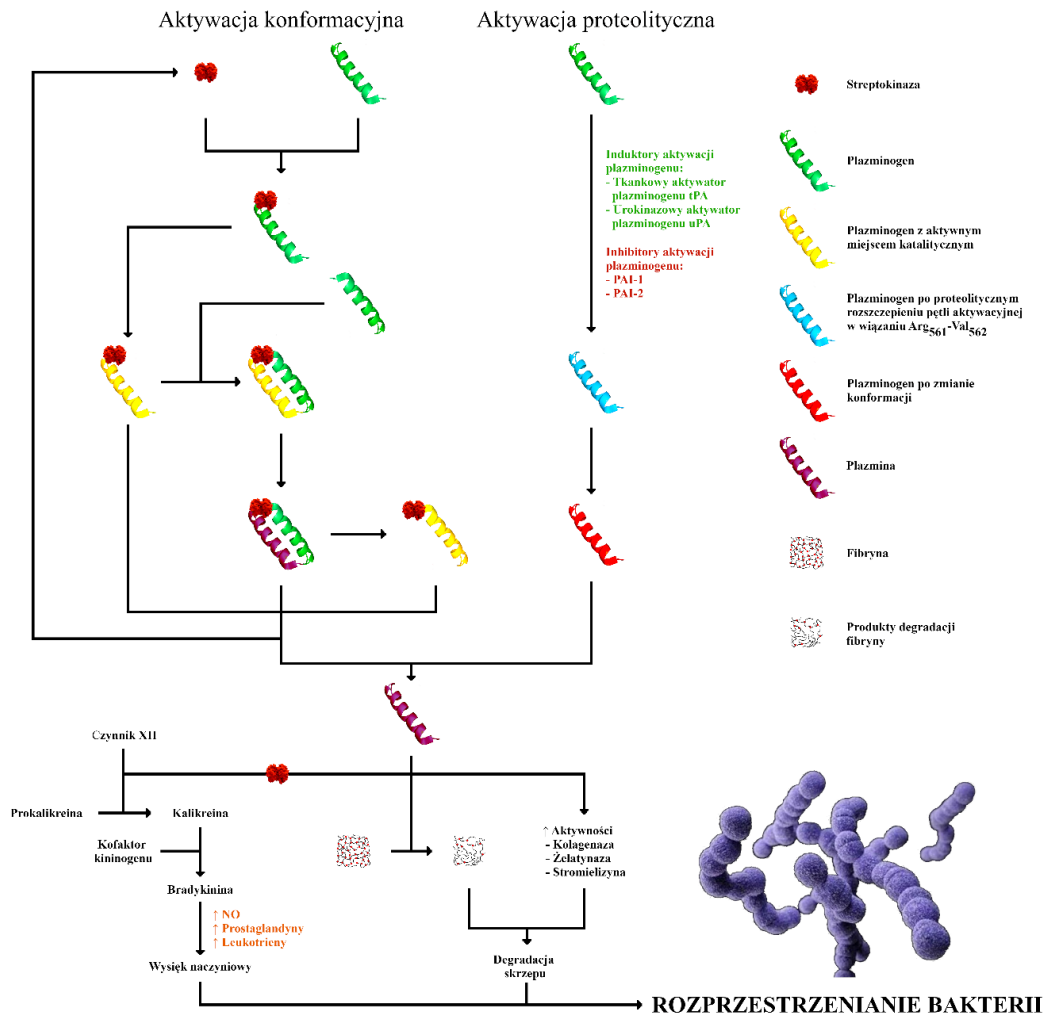 Aktywacja konformacyjna
Aktywacja proteolityczna
Induktory aktywacji
plazminogenu:
- Tkankowy aktywator
plazminogenu tPA
- Urokinazowy aktywator
plazminogenu uPA
Inhibitory aktywacji
plazminogenu:
- PAI-1
- PAI-2
Streptokinaza
Plazminogen
Plazminogen z aktywnym
miejscem katalitycznym
Plazminogen po proteolitycznym
rozszczepieniu pętli aktywacyjnej
w wiązaniu Arg561-Val562
Plazminogen po zmianie
konformacji
Plazmina
Fibryna
Produkty degradacji
fibryny
Czynnik XII
Prokalikreina
Kalikreina
Kofaktor
kininogenu
Bradykinina
↑ NO
↑ Prostaglandyny
↑ Leukotrieny
Wysięk naczyniowy
↑ Aktywności
- Kolagenaza
- Żelatynaza
- Stromielizyna
Degradacja
skrzepu
ROZPRZESTRZENIANIE BAKTERII